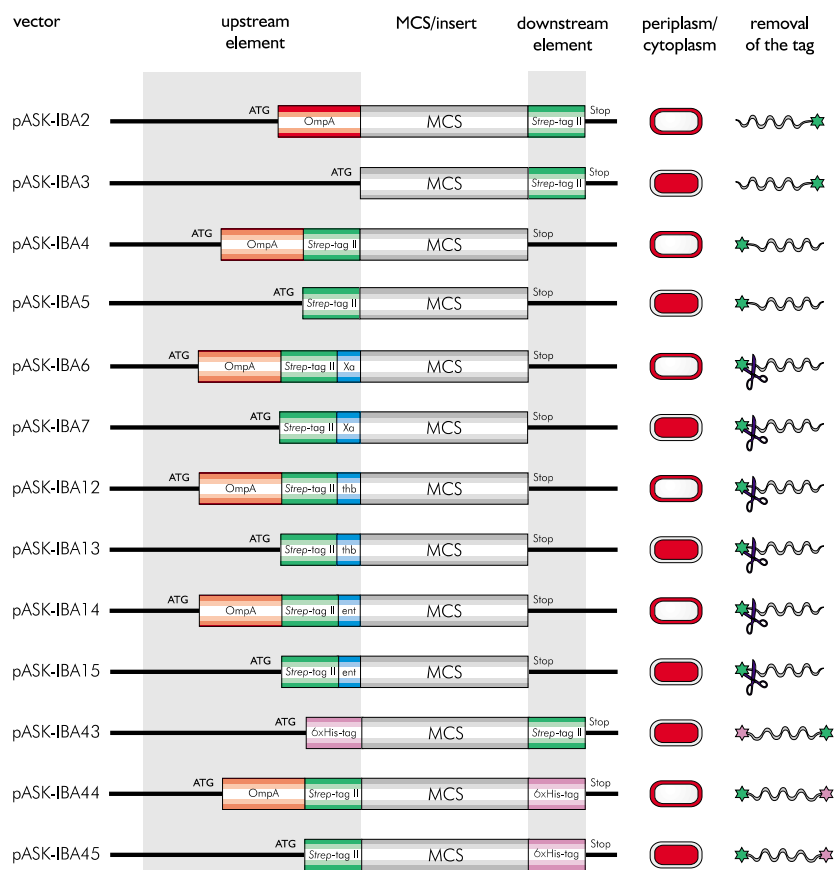 vector upstream element MCS/insert downstream element periplasm/cytoplasm removal of the tag
pASK-IBA2 ATG OmpA MCS Strep-tag II Stop
pASK-IBA3 ATG MCS Strep-tag II Stop
pASK-IBA4 ATG OmpA Strep-tag II MCS Stop
pASK-IBA5 ATG Strep-tag II MCS Stop
pASK-IBA6 ATG OmpA Strep-tag II Xa MCS Stop
pASK-IBA7 ATG Strep-tag II Xa MCS Stop
pASK-IBA12 ATG OmpA Strep-tag II thb MCS Stop
pASK-IBA13 ATG Strep-tag II thb MCS Stop
pASK-IBA14 ATG OmpA Strep-tag II ent MCS Stop
pASK-IBA15 ATG Strep-tag II ent MCS Stop
pASK-IBA43 ATG 6xHis-tag MCS Strep-tag II Stop
pASK-IBA44 ATG OmpA Strep-tag II MCS 6xHis-tag Stop
pASK-IBA45 ATG Strep-tag II MCS 6xHis-tag Stop